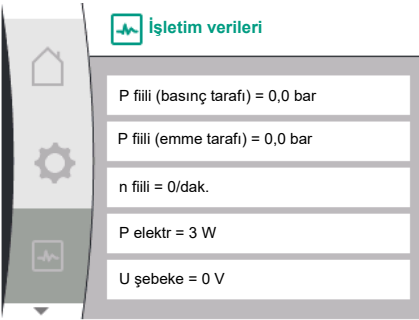 İşletim verileri
P fiili (basınç tarafı) = 0,0 bar
P fiili (emme tarafı) = 0,0 bar
n fiili = 0/dak.
P elektr = 3 W
U şebeke = 0 V